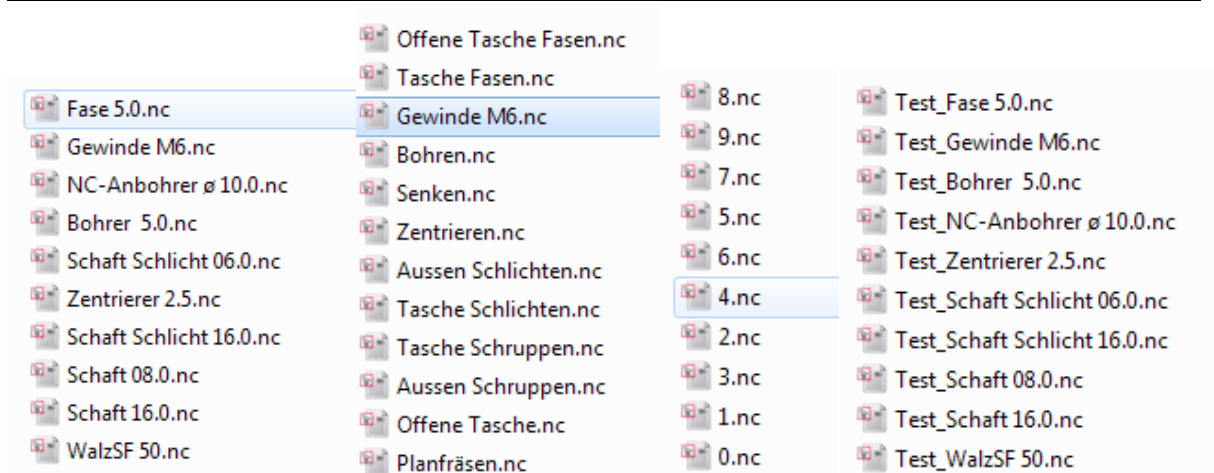 Fase 5.0.nc
Gewinde M6.nc
NC-Anbohrer ø 10.0.nc
Bohrer  5.0.nc
Schaft Schlicht 06.0.nc
Zentrierer 2.5.nc
Schaft Schlicht 16.0.nc
Schaft 08.0.nc
Schaft 16.0.nc
WalzSF 50.nc
Offene Tasche Fasen.nc
Tasche Fasen.nc
Gewinde M6.nc
Bohren.nc
Senken.nc
Zentrieren.nc
Aussen Schlichten.nc
Tasche Schlichten.nc
Tasche Schruppen.nc
Aussen Schruppen.nc
Offene Tasche.nc
Planfräsen.nc
8.nc
9.nc
7.nc
5.nc
6.nc
4.nc
2.nc
3.nc
1.nc
0.nc
Test_Fase 5.0.nc
Test_Gewinde M6.nc
Test_Bohrer  5.0.nc
Test_NC-Anbohrer ø 10.0.nc
Test_Zentrierer 2.5.nc
Test_Schaft Schlicht 06.0.nc
Test_Schaft Schlicht 16.0.nc
Test_Schaft 08.0.nc
Test_Schaft 16.0.nc
Test_WalzSF 50.nc